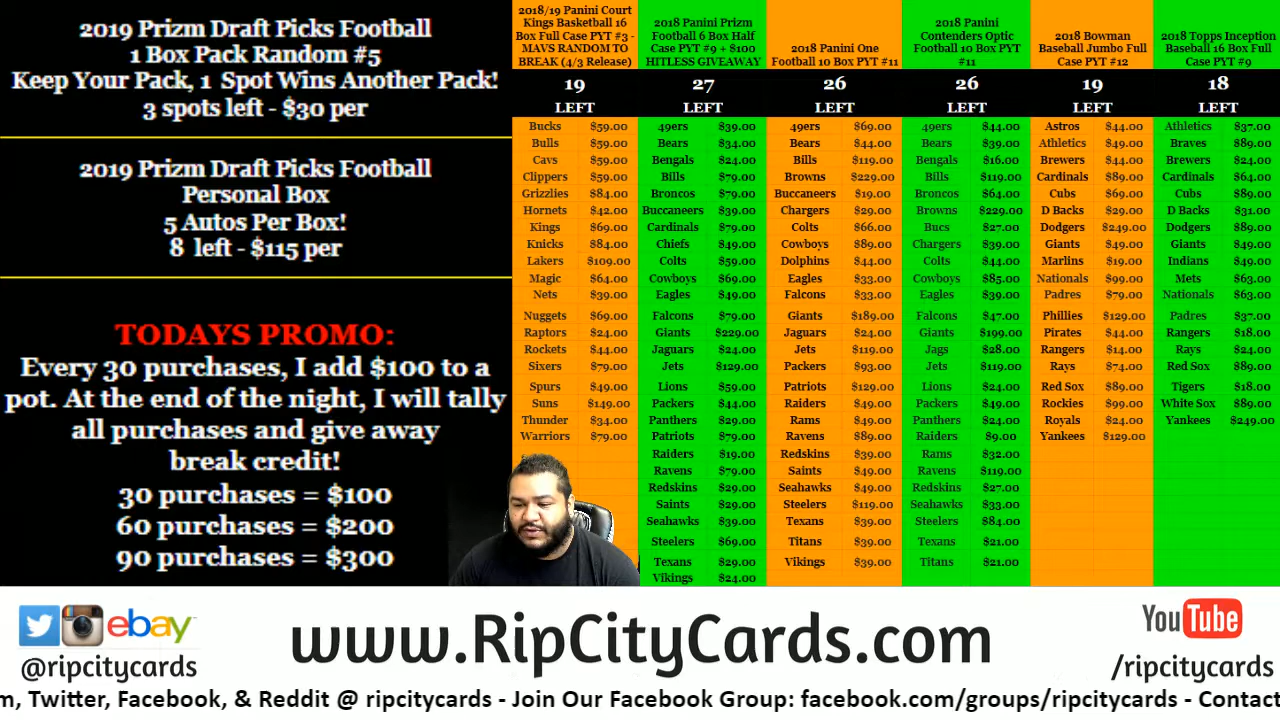 2019 Prizm Draft Picks Football
1 Box Pack Random #5
Keep Your Pack, 1 Spot Wins Another Pack!
3 spots left - $30 per
2019 Prizm Draft Picks Football
Personal Box
5 Autos Per Box!
8 left - $115 per
TODAYS PROMO:
Every 30 purchases, I add $100 to a
pot. At the end of the night, I will tally
all purchases and give away
break credit!
30 purchases = $100
60 purchases = $200
90 purchases = $300
2018/19 Panini Court
Kings Basketball 16
Box Full Case PYT #3 -
MAVS RANDOM TO
BREAK (4/3 Release)
19
LEFT
Bucks $59.00
Bulls $59.00
Cavs $59.00
Clippers $59.00
Grizzlies $84.00
Hornets $42.00
Kings $69.00
Knicks $84.00
Lakers $109.00
Magic $64.00
Nets $39.00
Nuggets $69.00
Raptors $24.00
Rockets $44.00
Sixers $79.00
Spurs $49.00
Suns $149.00
Thunder $34.00
Warriors $79.00
2018 Panini Prizm
Football 6 Box Half
Case PYT #9 + $100
HITLESS GIVEAWAY
27
LEFT
49ers $39.00
Bears $34.00
Bengals $24.00
Bills $79.00
Broncos $79.00
Buccaneers $39.00
Cardinals $79.00
Chiefs $49.00
Colts $59.00
Cowboys $69.00
Eagles $49.00
Falcons $79.00
Giants $229.00
Jaguars $24.00
Jets $129.00
Lions $59.00
Packers $44.00
Panthers $29.00
Patriots $79.00
Raiders $19.00
Ravens $79.00
Redskins $29.00
Saints $29.00
Seahawks $39.00
Steelers $69.00
Texans $29.00
Vikings $24.00
2018 Panini One
Football 10 Box PYT #11
26
LEFT
49ers $69.00
Bears $44.00
Bills $119.00
Browns $229.00
Buccaneers $19.00
Chargers $29.00
Colts $66.00
Cowboys $89.00
Dolphins $44.00
Eagles $33.00
Falcons $33.00
Giants $189.00
Jaguars $24.00
Jets $119.00
Packers $93.00
Patriots $129.00
Raiders $49.00
Rams $49.00
Ravens $89.00
Redskins $39.00
Saints $49.00
Seahawks $49.00
Steelers $119.00
Texans $39.00
Titans $39.00
Vikings $39.00
2018 Panini
Contenders Optic
Football 10 Box PYT
#11
26
LEFT
49ers $44.00
Bears $39.00
Bengals $16.00
Bills $119.00
Broncos $64.00
Browns $229.00
Bucs $27.00
Chargers $39.00
Colts $44.00
Cowboys $85.00
Eagles $39.00
Falcons $47.00
Giants $199.00
Jags $28.00
Jets $119.00
Lions $24.00
Packers $49.00
Panthers $24.00
Raiders $9.00
Rams $32.00
Ravens $119.00
Redskins $27.00
Seahawks $33.00
Steelers $84.00
Texans $21.00
Titans $21.00
2018 Bowman
Baseball Jumbo Full
Case PYT #12
19
LEFT
Astros $44.00
Athletics $49.00
Brewers $44.00
Cardinals $89.00
Cubs $69.00
D Backs $29.00
Dodgers $249.00
Giants $49.00
Marlins $19.00
Nationals $99.00
Padres $79.00
Phillies $129.00
Pirates $44.00
Rangers $14.00
Rays $74.00
Red Sox $89.00
Rockies $99.00
Royals $24.00
Yankees $129.00
2018 Topps Inception
Baseball 16 Box Full
Case PYT #9
18
LEFT
Athletics $37.00
Braves $89.00
Brewers $24.00
Cardinals $64.00
Cubs $89.00
D Backs $31.00
Dodgers $89.00
Giants $49.00
Indians $49.00
Mets $63.00
Nationals $63.00
Padres $37.00
Rangers $18.00
Rays $24.00
Red Sox $89.00
Tigers $18.00
White Sox $89.00
Yankees $249.00
ebay
@ripcitycards
www.RipCityCards.com
YouTube
/ripcitycards
m, Twitter, Facebook, & Reddit @ ripcitycards - Join Our Facebook Group: facebook.com/groups/ripcitycards - Contact